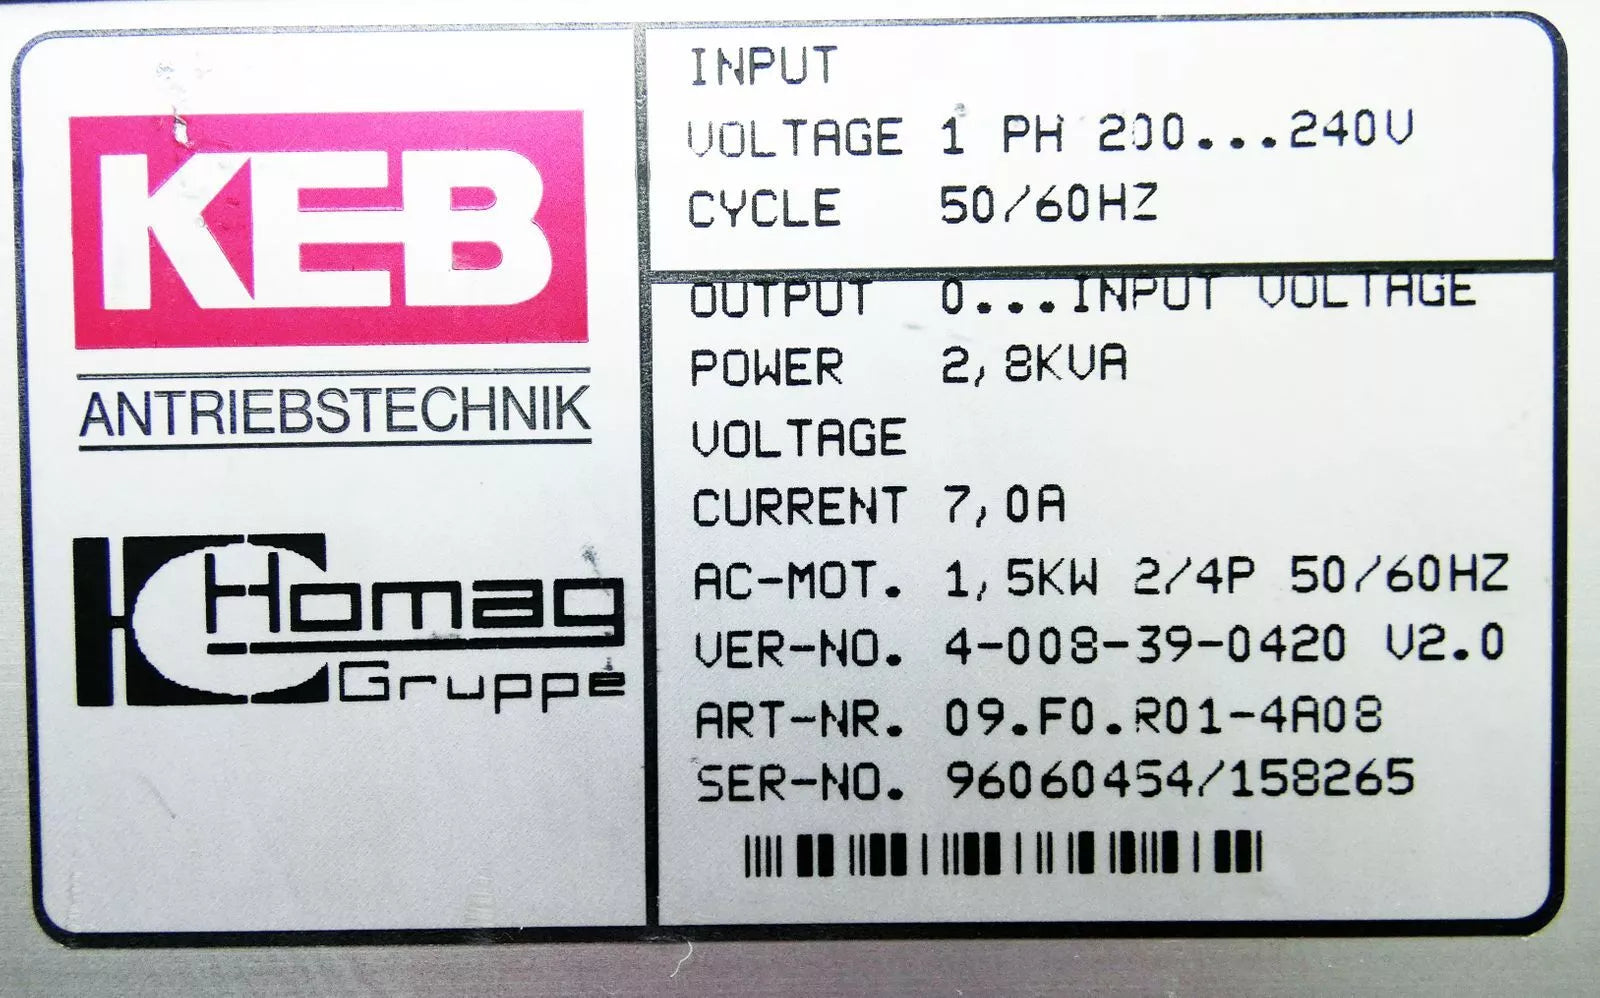 KEB
ANTRIEBSTECHNIK
Homag
Gruppe
INPUT
VOLTAGE 1 PH 200...240V
CYCLE 50/60HZ
OUTPUT 0...INPUT VOLTAGE
POWER 2,8KVA
VOLTAGE
CURRENT 7,0A
AC-MOT. 1,5KW 2/4P 50/60HZ
VER-NO. 4-008-39-0420 V2.0
ART-NR. 09.F0.R01-4A08
SER-NO. 96060454/158265